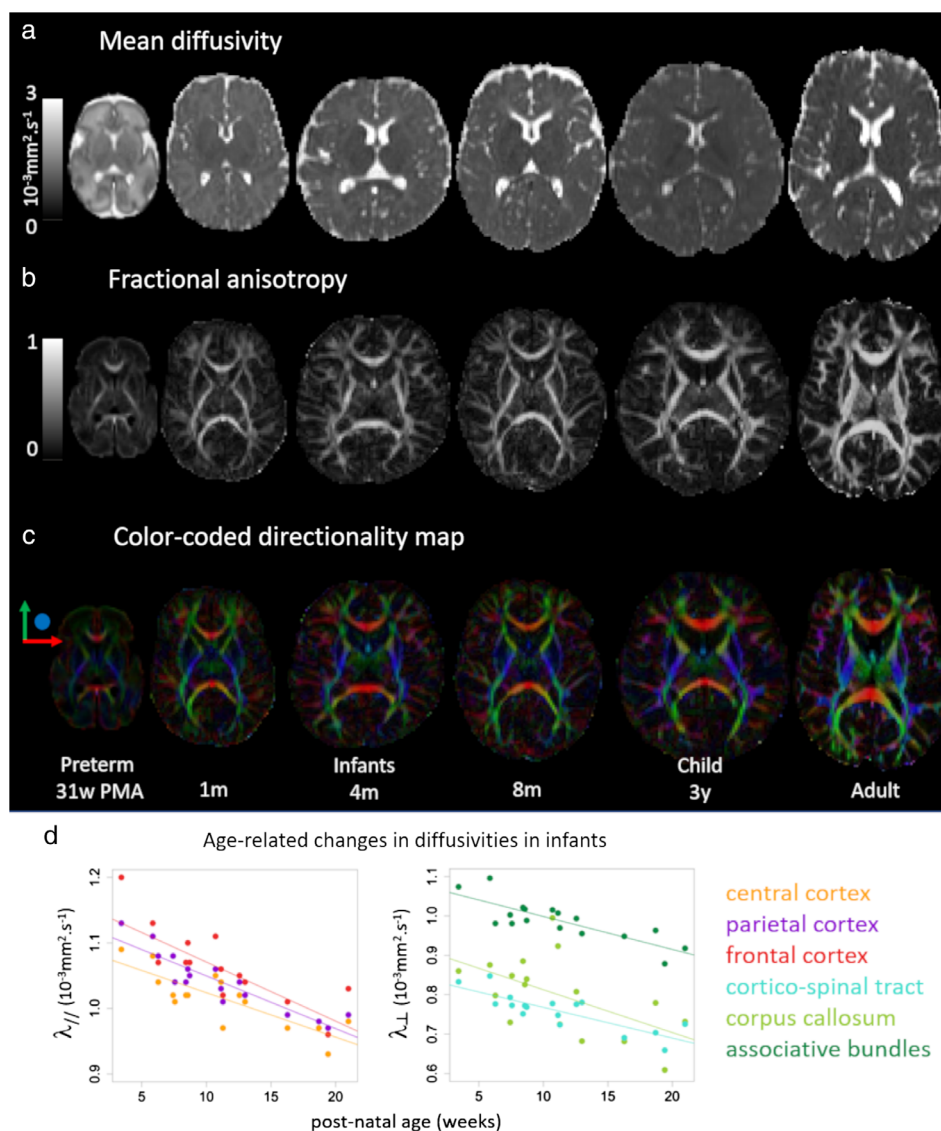 a
Mean diffusivity
3
10⁻³mm².s⁻¹
0
b
Fractional anisotropy
1
0
c
Color-coded directionality map
Preterm
31w PMA
1m
Infants
4m
8m
Child
3y
Adult
d
Age-related changes in diffusivities in infants
λ// (10⁻³mm².s⁻¹)
1.2
1.1
1.0
0.9
5 10 15 20
λ⊥ (10⁻³mm².s⁻¹)
1.1
1.0
0.9
0.8
0.7
0.6
5 10 15 20
post-natal age (weeks)
central cortex
parietal cortex
frontal cortex
cortico-spinal tract
corpus callosum
associative bundles